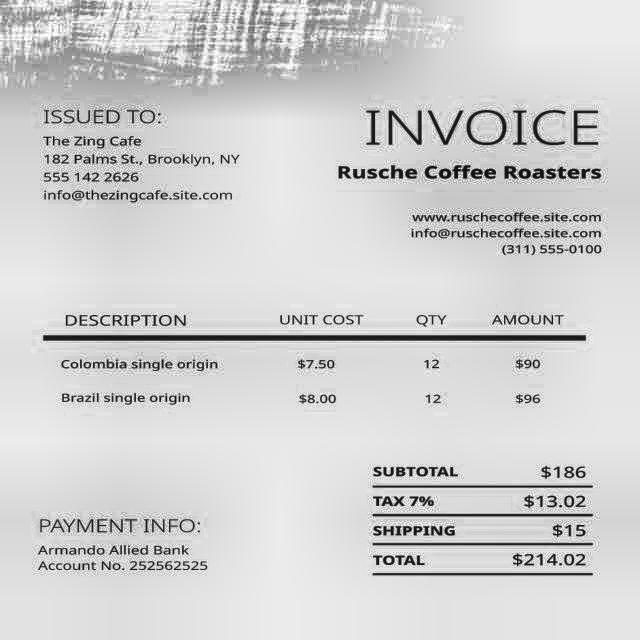 ISSUED TO:
The Zing Cafe
182 Palms St., Brooklyn, NY
555 142 2626
info@thezingcafe.site.com
INVOICE
Rusche Coffee Roasters
www.ruschecoffee.site.com
info@ruschecoffee.site.com
(311) 555-0100
DESCRIPTION UNIT COST QTY AMOUNT
Colombia single origin $7.50 12 $90
Brazil single origin $8.00 12 $96
SUBTOTAL $186
TAX 7% $13.02
SHIPPING $15
TOTAL $214.02
PAYMENT INFO:
Armando Allied Bank
Account No. 252562525